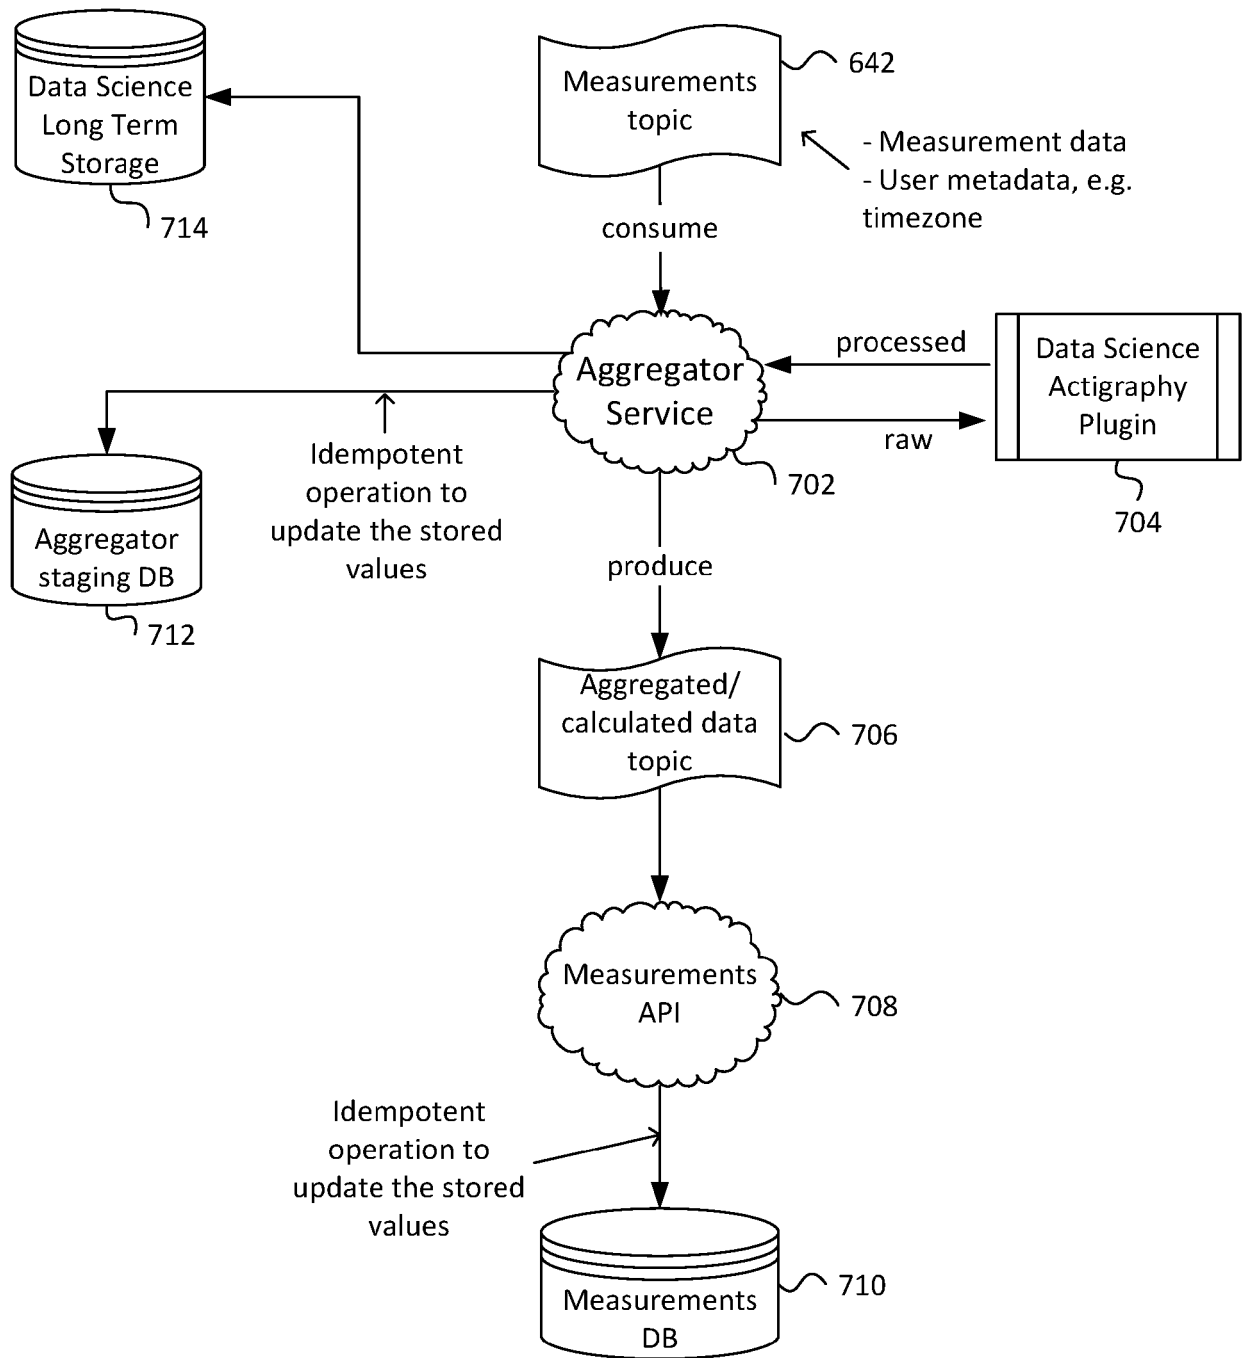 Data Science
Long Term
Storage
714
Measurements
topic
642
- Measurement data
- User metadata, e.g.
timezone
consume
Aggregator
Service
702
processed
raw
Data Science
Actigraphy
Plugin
704
Idempotent
operation to
update the stored
values
Aggregator
staging DB
712
produce
Aggregated/
calculated data
topic
706
Measurements
API
708
Idempotent
operation to
update the stored
values
Measurements
DB
710